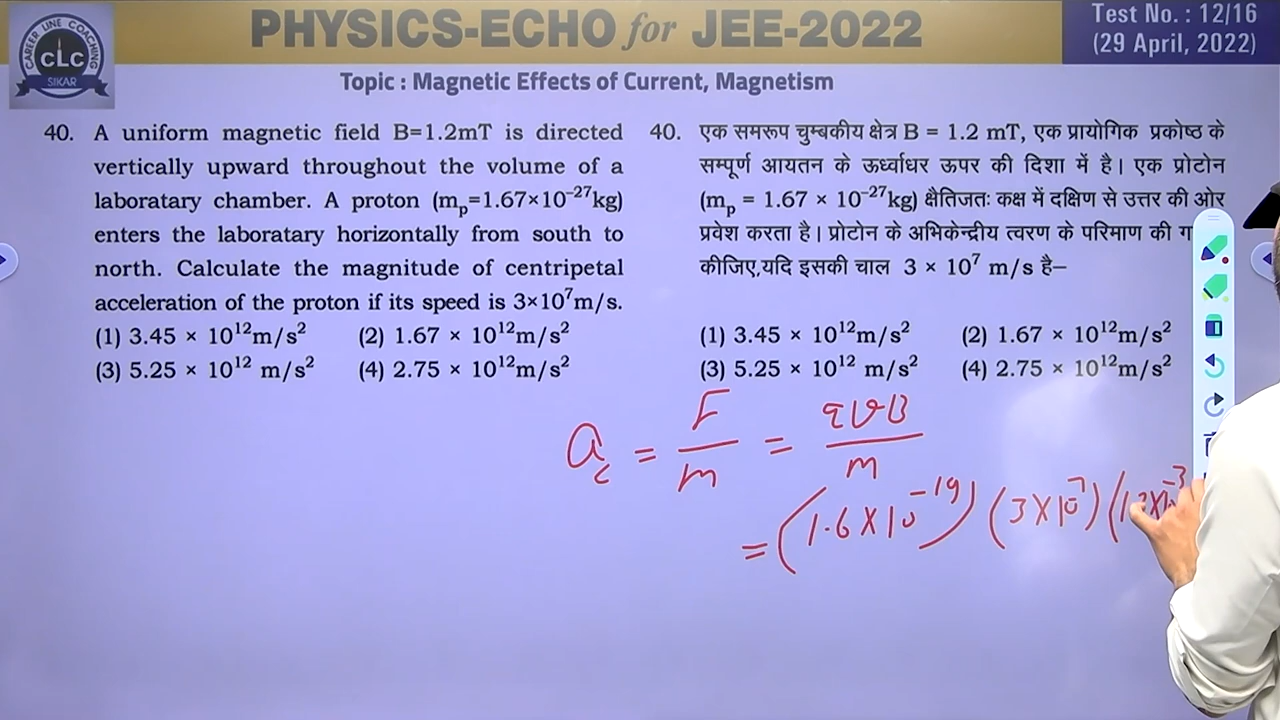 CAREER LINE COACHING
CLC
SIKAR
PHYSICS-ECHO for JEE-2022
Test No. : 12/16
(29 April, 2022)
Topic : Magnetic Effects of Current, Magnetism
40. A uniform magnetic field B=1.2mT is directed
vertically upward throughout the volume of a
laboratary chamber. A proton (mₚ=1.67×10⁻²⁷kg)
enters the laboratary horizontally from south to
north. Calculate the magnitude of centripetal
acceleration of the proton if its speed is 3×10⁷m/s.
(1) 3.45 × 10¹²m/s² (2) 1.67 × 10¹²m/s²
(3) 5.25 × 10¹² m/s² (4) 2.75 × 10¹²m/s²
40. एक समरूप चुम्बकीय क्षेत्र B = 1.2 mT, एक प्रायोगिक प्रकोष्ठ के
सम्पूर्ण आयतन के ऊर्ध्वाधर ऊपर की दिशा में है। एक प्रोटोन
(mₚ = 1.67 × 10⁻²⁷kg) क्षैतिजतः कक्ष में दक्षिण से उत्तर की ओर
प्रवेश करता है। प्रोटोन के अभिकेन्द्रीय त्वरण के परिमाण की
कीजिए,यदि इसकी चाल 3 × 10⁷ m/s है–
(1) 3.45 × 10¹²m/s² (2) 1.67 × 10¹²m/s²
(3) 5.25 × 10¹² m/s² (4) 2.75 × 10¹²m/s²
a_c = F/m = qvB/m
= (1.6×10⁻¹⁹) (3×10⁷) (